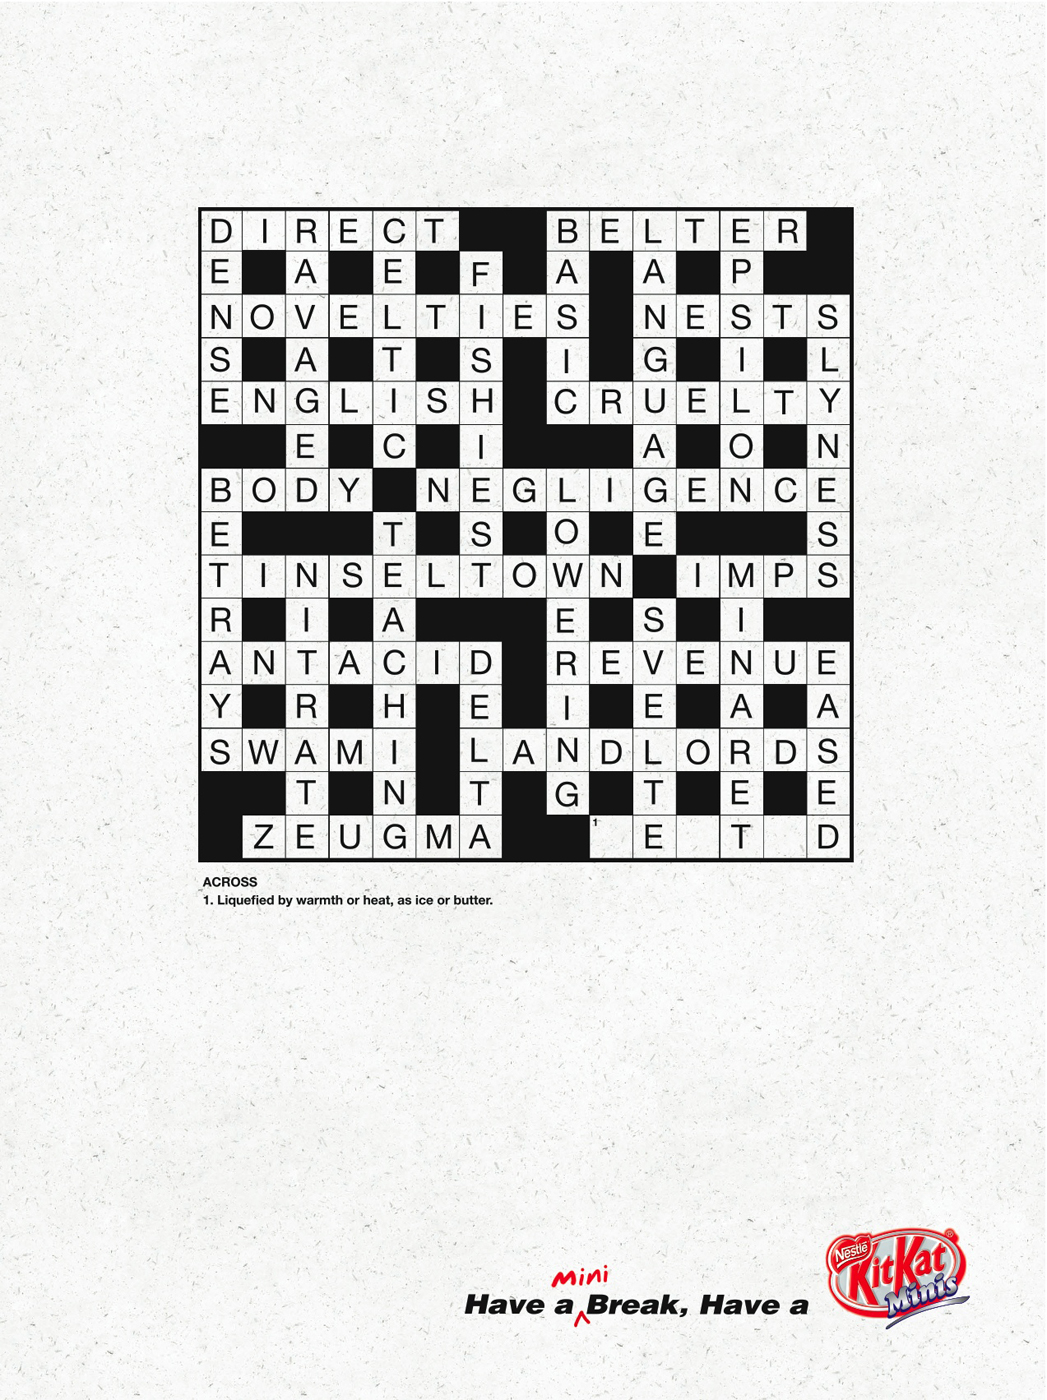 DIRECT BELTER
E A E F A A P
NOVELTIES NESTS
S A T S I G I L
ENGLISH CRUELTY
E C I A O N
BODY NEGLIGENCE
E T S O E S
TINSELTOWN IMPS
R I A E S I
ANTACID REVENUE
Y R H E I E A A
SWAMI LANDLORDS
T N T G T E E
ZEUGMA 1 E T D
ACROSS
1. Liquefied by warmth or heat, as ice or butter.
mini
Have a Break, Have a
Nestlé
KitKat®
Minis